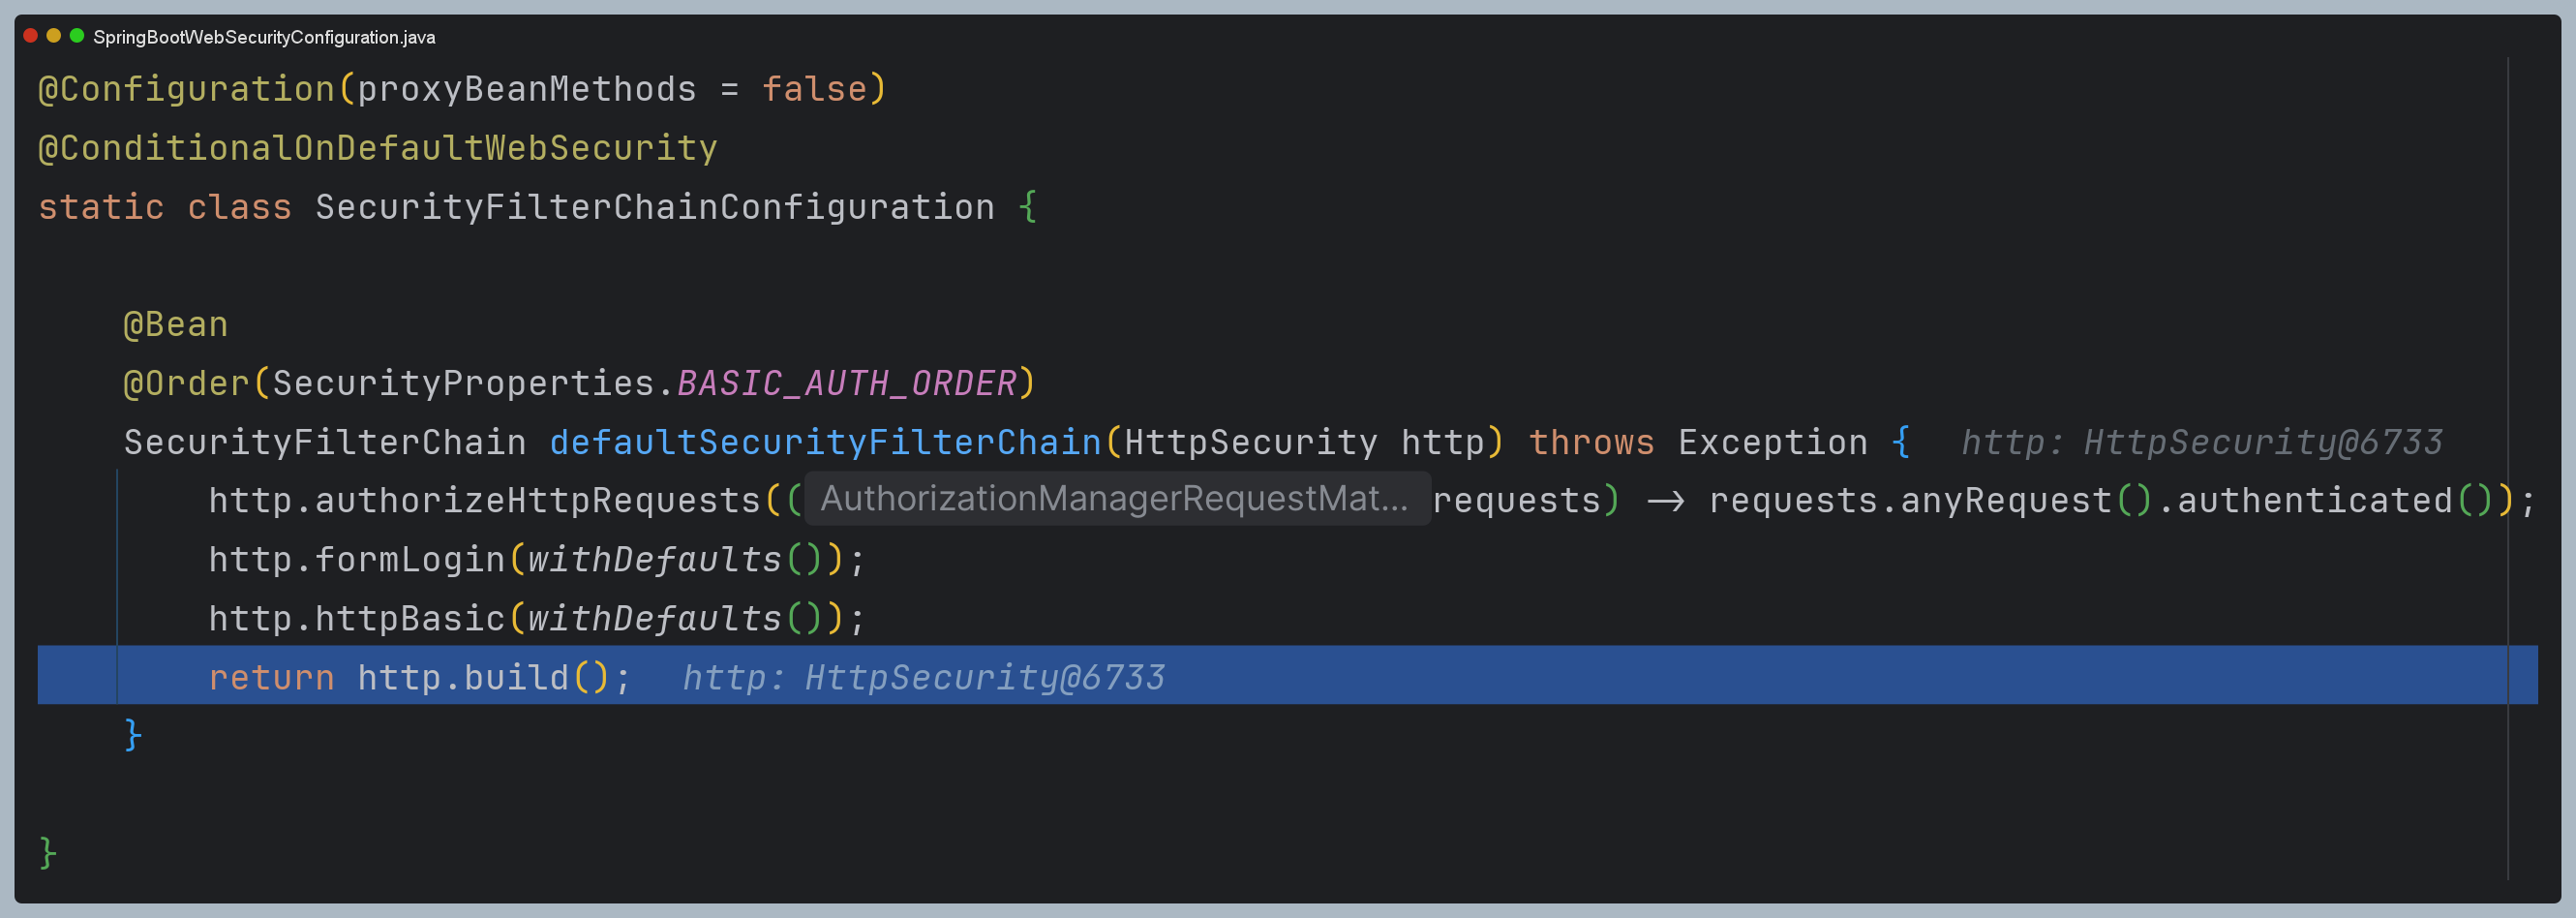 SpringBootWebSecurityConfiguration.java
@Configuration(proxyBeanMethods = false)
@ConditionalOnDefaultWebSecurity
static class SecurityFilterChainConfiguration {
@Bean
@Order(SecurityProperties.BASIC_AUTH_ORDER)
SecurityFilterChain defaultSecurityFilterChain(HttpSecurity http) throws Exception { http: HttpSecurity@6733
http.authorizeHttpRequests(( AuthorizationManagerRequestMat... requests) -> requests.anyRequest().authenticated());
http.formLogin(withDefaults());
http.httpBasic(withDefaults());
return http.build(); http: HttpSecurity@6733
}
}